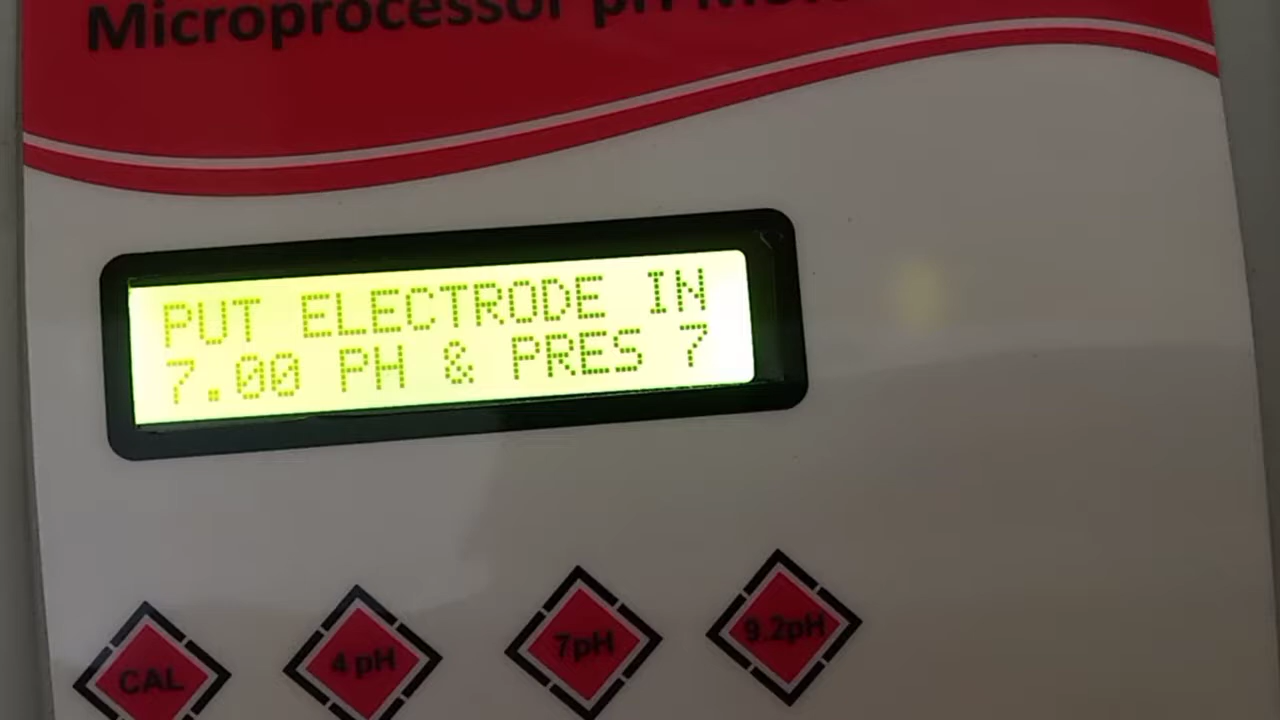 Microprocessor pH Meter
PUT ELECTRODE IN
7.00 PH & PRES 7
CAL
4 pH
7pH
9.2pH